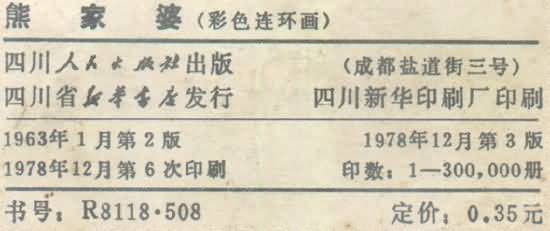 熊家婆(彩色连环画)
四川人民出版社出版 (成都盐道街三号)
四川省新华书店发行 四川新华印刷厂印刷
1963年1月第2版 1978年12月第3版
1978年12月第6次印刷 印数：1—300,000册
书号：R8118·508 定价：0.35元